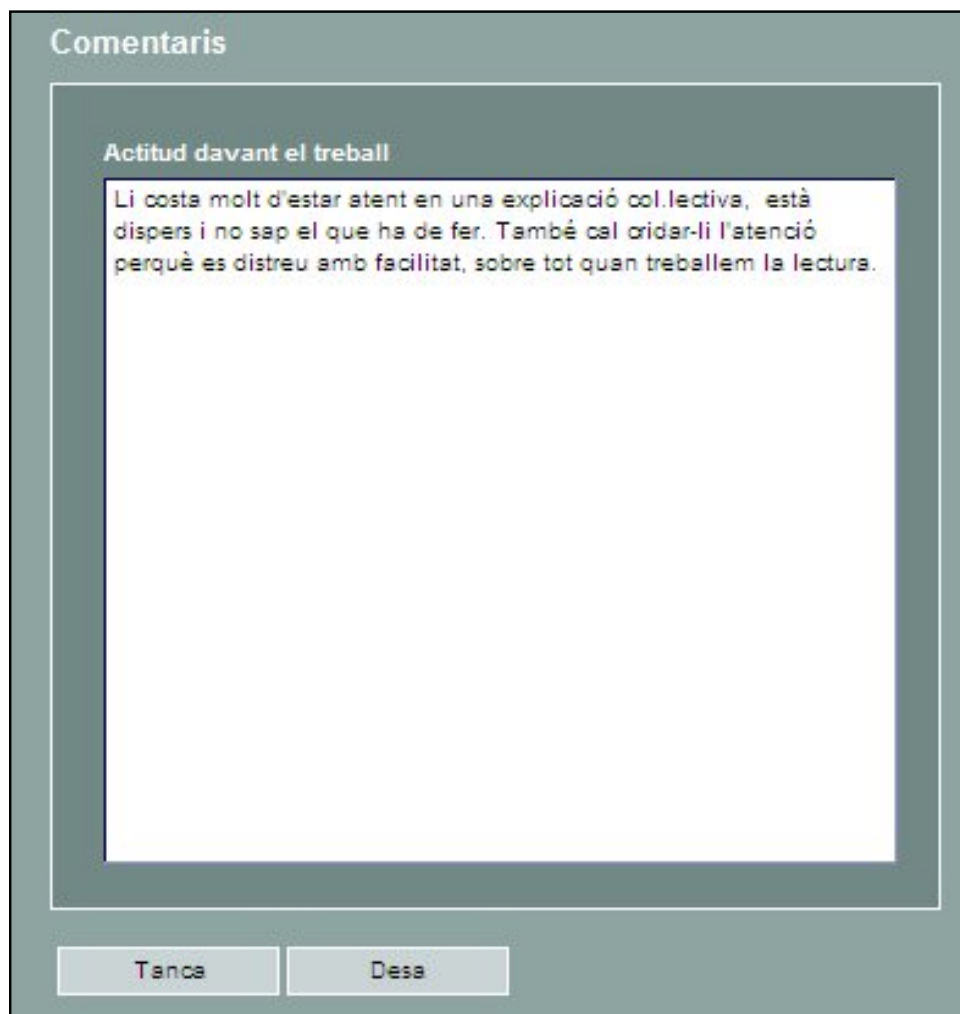 Comentaris
Actitud davant el treball
Li costa molt d'estar atent en una explicació col.lectiva,  està
dispers i no sap el que ha de fer. També cal cridar-li l'atenció
perquè es distreu amb facilitat, sobre tot quan treballem la lectura.
Tanca
Desa